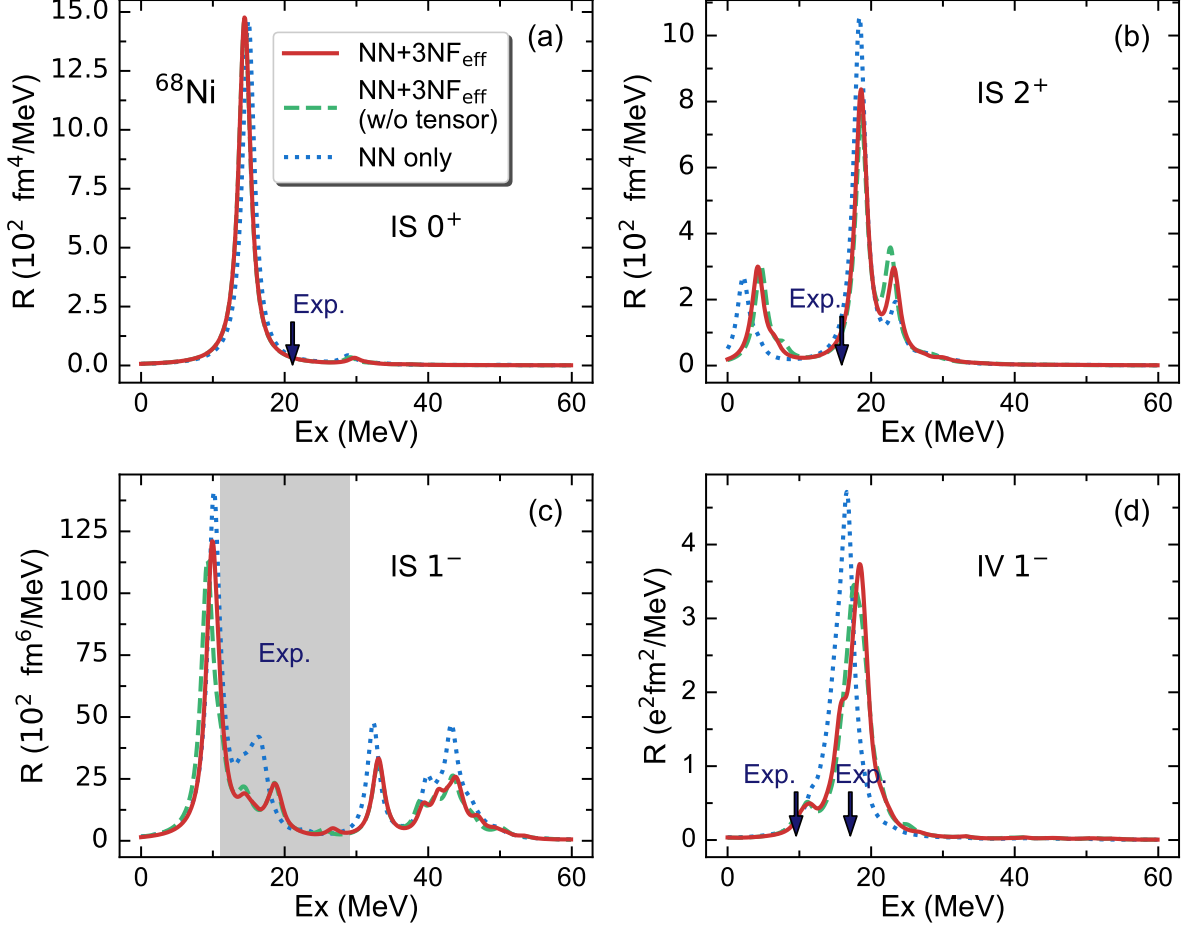 (a)
⁶⁸Ni
NN+3NF_eff
NN+3NF_eff
(w/o tensor)
NN only
IS 0⁺
Exp.
15.0
12.5
10.0
7.5
5.0
2.5
0.0
R (10² fm⁴/MeV)
0 20 40 60
Ex (MeV)
(b)
IS 2⁺
Exp.
10
8
6
4
2
0
R (10² fm⁴/MeV)
0 20 40 60
Ex (MeV)
(c)
IS 1⁻
Exp.
125
100
75
50
25
0
R (10² fm⁶/MeV)
0 20 40 60
Ex (MeV)
(d)
IV 1⁻
Exp. Exp.
4
3
2
1
0
R (e²fm²/MeV)
0 20 40 60
Ex (MeV)